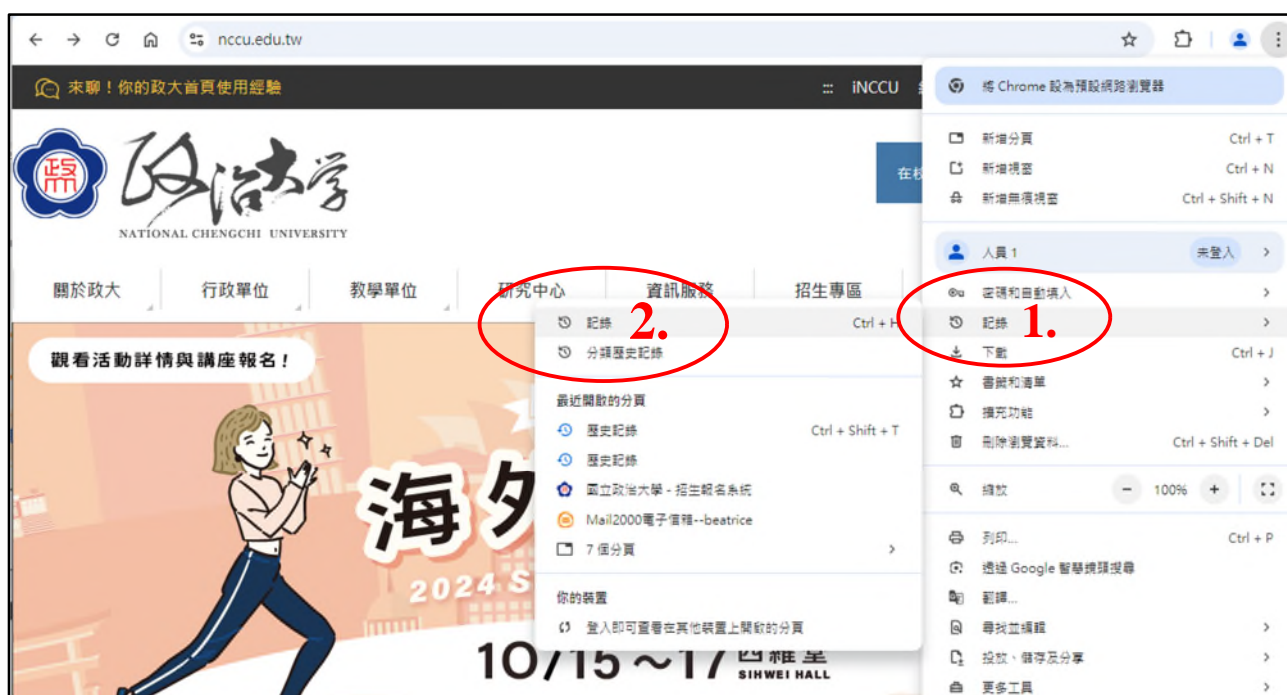 nccu.edu.tw
來聊！你的政大首頁使用經驗
::: iNCCU
政治大學
NATIONAL CHENGCHI UNIVERSITY
在校
關於政大 行政單位 教學單位 研究中心 資訊服務 招生專區
觀看活動詳情與講座報名！
海外
2024 S
10/15～17 四維堂
SIHWEI HALL
將 Chrome 設為預設網路瀏覽器
新增分頁 Ctrl + T
新增視窗 Ctrl + N
新增無痕視窗 Ctrl + Shift + N
人員 1 未登入
密碼和自動填入
記錄 1.
下載 Ctrl + J
書籤和清單
擴充功能
刪除瀏覽資料... Ctrl + Shift + Del
縮放 − 100% +
列印... Ctrl + P
透過 Google 智慧鏡頭搜尋
翻譯...
尋找並編輯
投放、儲存及分享
更多工具
記錄 2. Ctrl + H
分類歷史記錄
最近開啟的分頁
歷史記錄 Ctrl + Shift + T
歷史記錄
國立政治大學 - 招生報名系統
Mail2000電子信箱--beatrice
7 個分頁
你的裝置
登入即可查看在其他裝置上開啟的分頁